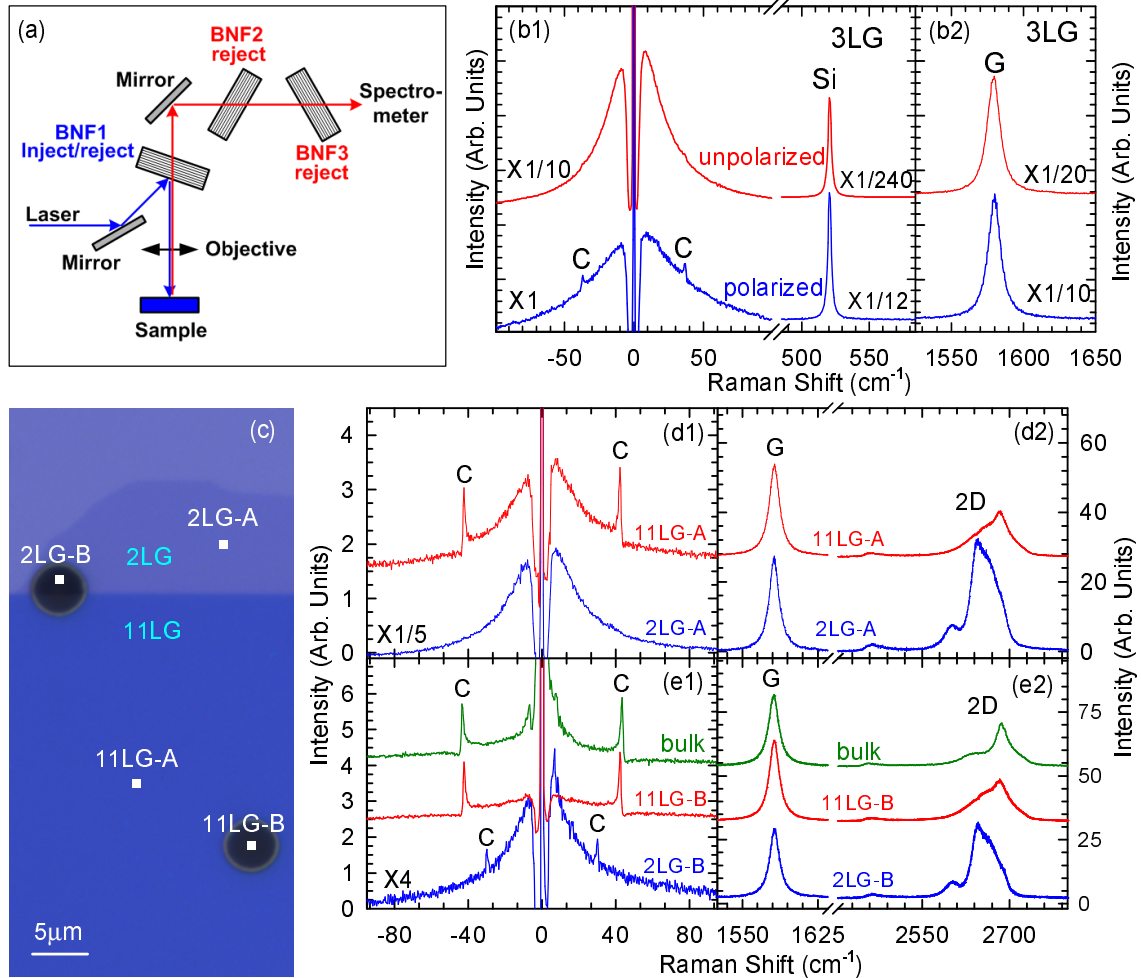 (a)
BNF2
reject
Mirror
Spectro-
meter
BNF1
Inject/reject
BNF3
reject
Laser
Mirror
Objective
Sample
(b1)
3LG
Si
X1/10
unpolarized
X1/240
C
C
X1
polarized
X1/12
Intensity (Arb. Units)
-50 0 50 500 550
Raman Shift (cm-1)
(b2)
3LG
G
X1/20
X1/10
Intensity (Arb. Units)
1550 1600 1650
(c)
2LG-A
2LG-B
2LG
11LG
11LG-A
11LG-B
5μm
(d1)
4
3
2
1
0
C
C
11LG-A
X1/5
2LG-A
Intensity (Arb. Units)
(d2)
G
2D
11LG-A
2LG-A
60
40
20
0
Intensity (Arb. Units)
(e1)
6
5
4
3
2
1
0
C
C
bulk
11LG-B
C
C
X4
2LG-B
Intensity (Arb. Units)
-80 -40 0 40 80
(e2)
G
2D
bulk
11LG-B
2LG-B
75
50
25
0
Intensity (Arb. Units)
1550 1625 2550 2700
Raman Shift (cm-1)